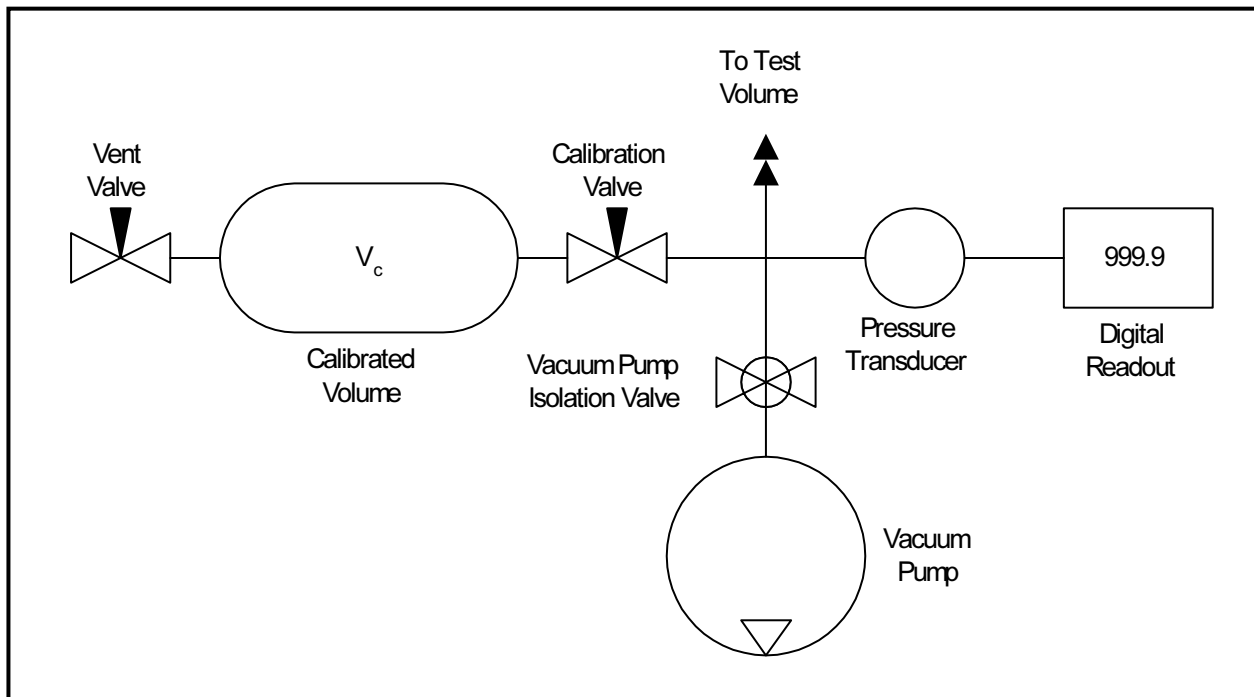 To Test
Volume
Vent
Valve
Calibration
Valve
V_c
999.9
Calibrated
Volume
Vacuum Pump
Isolation Valve
Pressure
Transducer
Digital
Readout
Vacuum
Pump